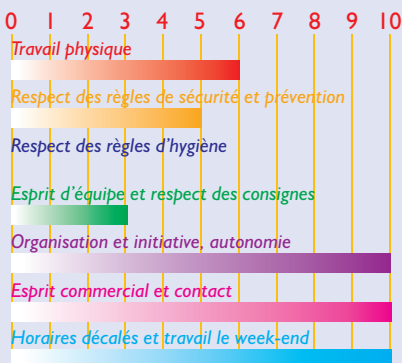 0 1 2 3 4 5 6 7 8 9 10
Travail physique
Respect des règles de sécurité et prévention
Respect des règles d'hygiène
Esprit d'équipe et respect des consignes
Organisation et initiative, autonomie
Esprit commercial et contact
Horaires décalés et travail le week-end